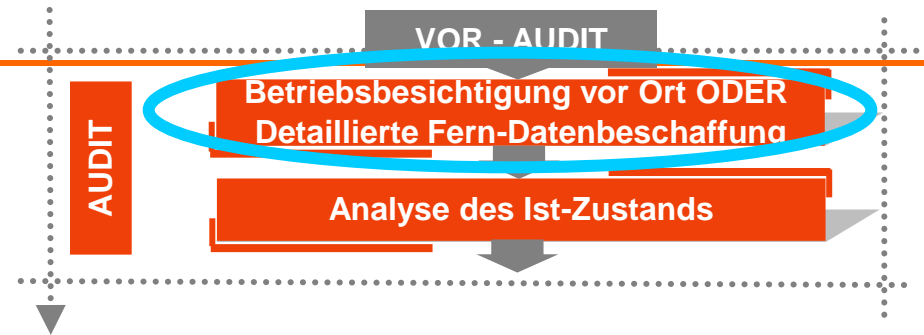 VOR - AUDIT
Betriebsbesichtigung vor Ort ODER
Detaillierte Fern-Datenbeschaffung
AUDIT
Analyse des Ist-Zustands